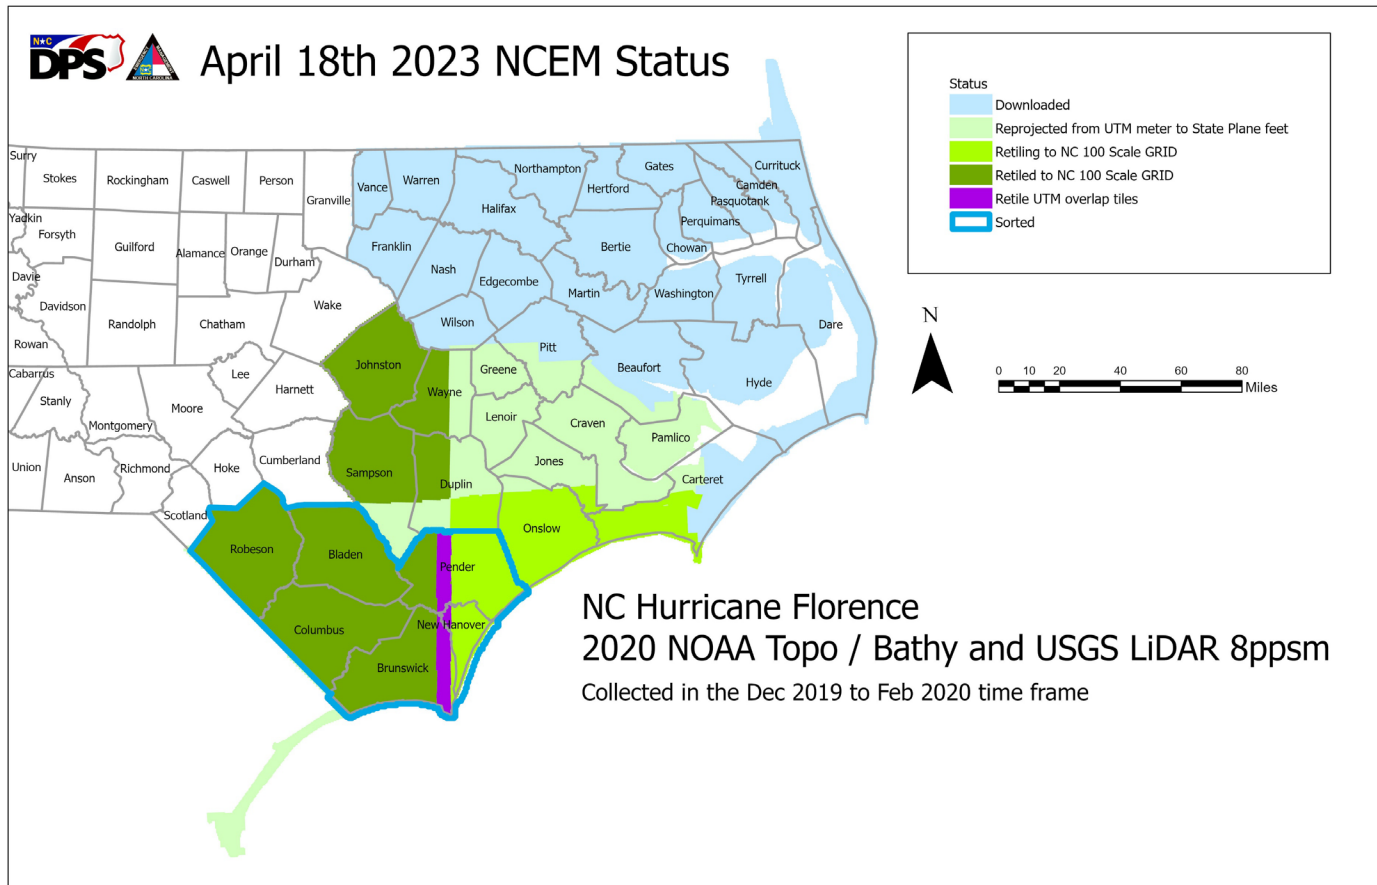 N★C
DPS
NORTH CAROLINA
April 18th 2023 NCEM Status
Status
Downloaded
Reprojected from UTM meter to State Plane feet
Retiling to NC 100 Scale GRID
Retiled to NC 100 Scale GRID
Retile UTM overlap tiles
Sorted
N
0 20 40 60 80
Miles
Surry
Stokes
Rockingham
Caswell
Person
Granville
Vance
Warren
Northampton
Gates
Hertford
Currituck
Camden
Pasquotank
Perquimans
Chowan
Halifax
Bertie
Yadkin
Forsyth
Guilford
Alamance
Orange
Durham
Franklin
Nash
Edgecombe
Martin
Washington
Tyrrell
Dare
Davie
Davidson
Randolph
Chatham
Wake
Wilson
Pitt
Beaufort
Hyde
Rowan
Cabarrus
Stanly
Montgomery
Moore
Lee
Harnett
Johnston
Wayne
Greene
Lenoir
Craven
Pamlico
Jones
Carteret
Union
Anson
Richmond
Hoke
Cumberland
Sampson
Duplin
Onslow
Scotland
Robeson
Bladen
Pender
Columbus
New Hanover
Brunswick
NC Hurricane Florence
2020 NOAA Topo / Bathy and USGS LiDAR 8ppsm
Collected in the Dec 2019 to Feb 2020 time frame